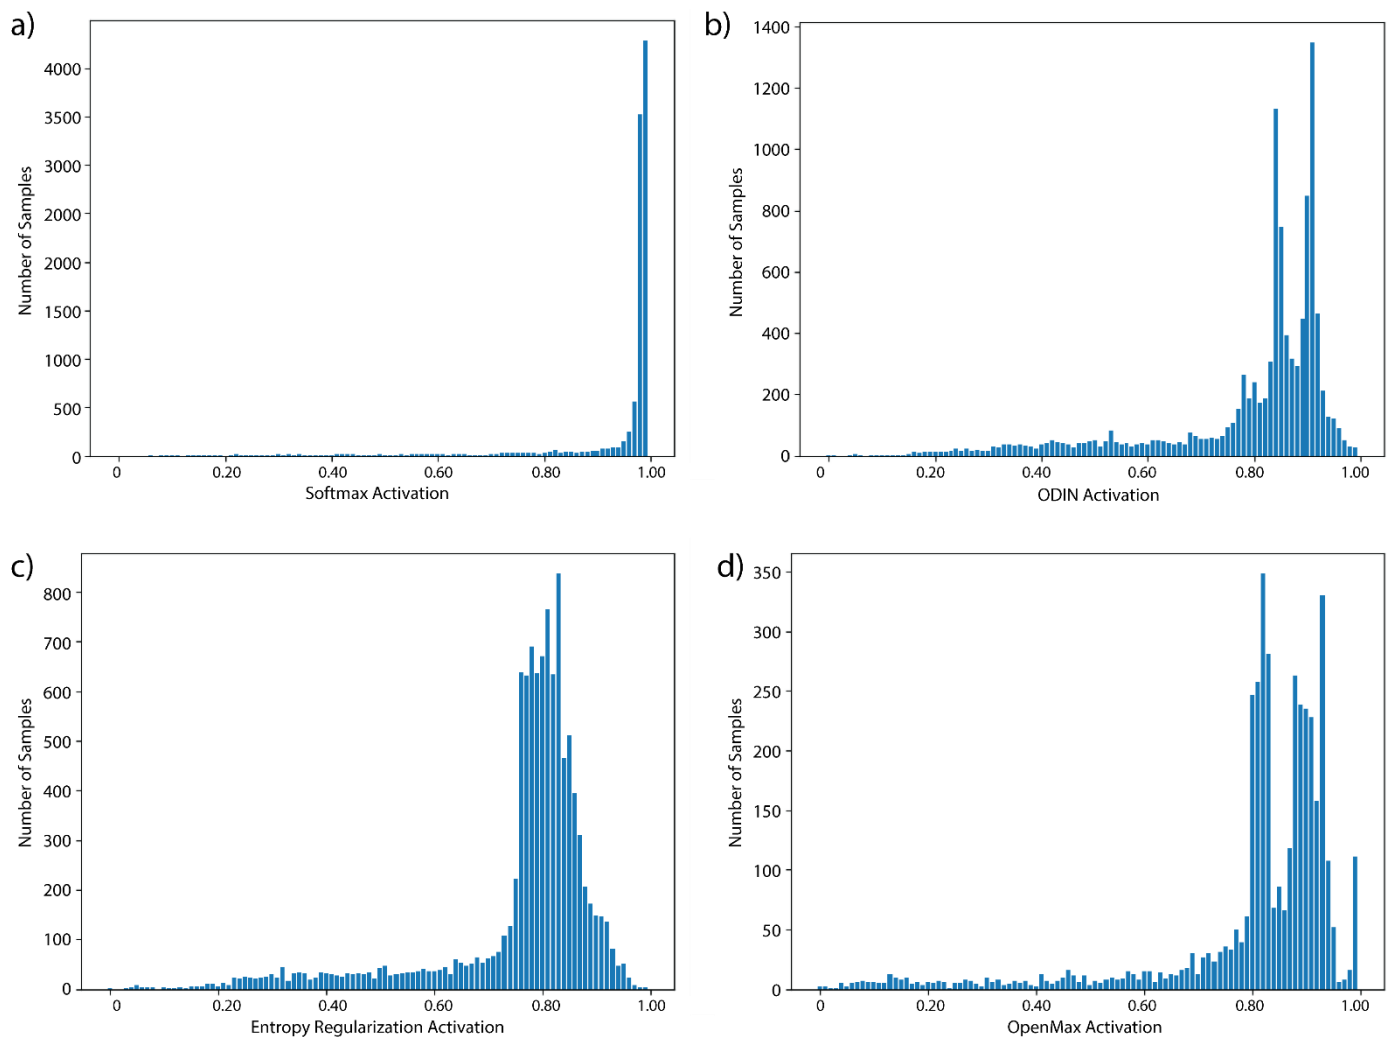 a)
4000
3500
3000
2000
2000
1500
1000
500
0
Number of Samples
0 0.20 0.40 0.60 0.80 1.00
Softmax Activation
b)
1400
1200
1000
800
600
400
200
0
Number of Samples
0 0.20 0.40 0.60 0.80 1.00
ODIN Activation
c)
800
700
600
500
400
300
200
100
0
Number of Samples
0 0.20 0.40 0.60 0.80 1.00
Entropy Regularization Activation
d)
350
300
250
200
150
100
50
0
Number of Samples
0 0.20 0.40 0.60 0.80 1.00
OpenMax Activation